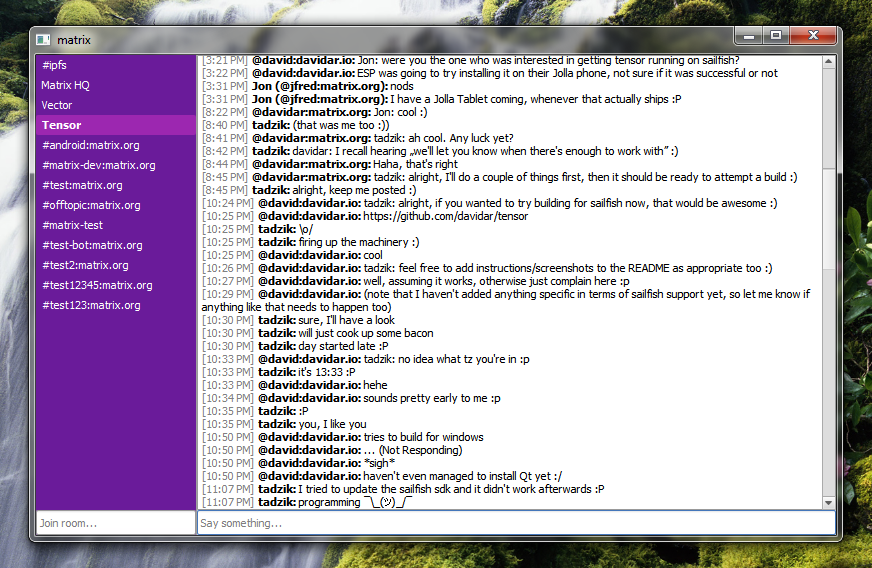 matrix
#ipfs
Matrix HQ
Vector
Tensor
#android:matrix.org
#matrix-dev:matrix.org
#test:matrix.org
#offtopic:matrix.org
#matrix-test
#test-bot:matrix.org
#test2:matrix.org
#test12345:matrix.org
#test123:matrix.org
Join room...
[3:21 PM] @david:davidar.io: Jon: were you the one who was interested in getting tensor running on sailfish?
[3:22 PM] @david:davidar.io: ESP was going to try installing it on their Jolla phone, not sure if it was successful or not
[3:31 PM] Jon (@jfred:matrix.org): nods
[3:31 PM] Jon (@jfred:matrix.org): I have a Jolla Tablet coming, whenever that actually ships :P
[8:22 PM] @davidar:matrix.org: Jon: cool :)
[8:40 PM] tadzik: (that was me too :))
[8:41 PM] @davidar:matrix.org: tadzik: ah cool. Any luck yet?
[8:42 PM] tadzik: davidar: I recall hearing „we'll let you know when there's enough to work with” :)
[8:44 PM] @davidar:matrix.org: Haha, that's right
[8:45 PM] @davidar:matrix.org: tadzik: alright, I'll do a couple of things first, then it should be ready to attempt a build :)
[8:45 PM] tadzik: alright, keep me posted :)
[10:24 PM] @david:davidar.io: tadzik: alright, if you wanted to try building for sailfish now, that would be awesome :)
[10:25 PM] @david:davidar.io: https://github.com/davidar/tensor
[10:25 PM] tadzik: \o/
[10:25 PM] tadzik: firing up the machinery :)
[10:25 PM] @david:davidar.io: cool
[10:26 PM] @david:davidar.io: tadzik: feel free to add instructions/screenshots to the README as appropriate too :)
[10:27 PM] @david:davidar.io: well, assuming it works, otherwise just complain here :p
[10:29 PM] @david:davidar.io: (note that I haven't added anything specific in terms of sailfish support yet, so let me know if
anything like that needs to happen too)
[10:30 PM] tadzik: sure, I'll have a look
[10:30 PM] tadzik: will just cook up some bacon
[10:30 PM] tadzik: day started late :P
[10:33 PM] @david:davidar.io: tadzik: no idea what tz you're in :p
[10:33 PM] tadzik: it's 13:33 :P
[10:33 PM] @david:davidar.io: hehe
[10:34 PM] @david:davidar.io: sounds pretty early to me :p
[10:35 PM] tadzik: :P
[10:35 PM] tadzik: you, I like you
[10:50 PM] @david:davidar.io: tries to build for windows
[10:50 PM] @david:davidar.io: ... (Not Responding)
[10:50 PM] @david:davidar.io: *sigh*
[10:50 PM] @david:davidar.io: haven't even managed to install Qt yet :/
[11:07 PM] tadzik: I tried to update the sailfish sdk and it didn't work afterwards :P
[11:07 PM] tadzik: programming ¯\_(ツ)_/¯
Say something...